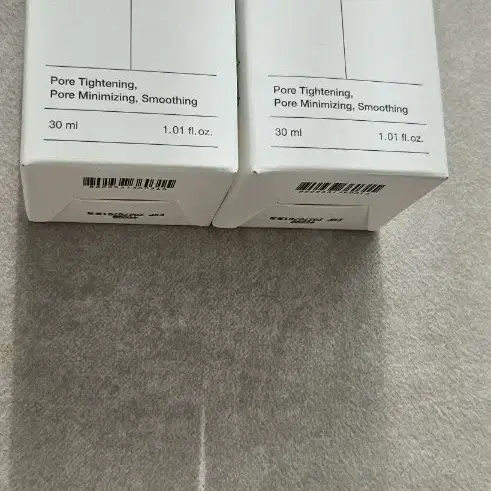 Pore Tightening,
Pore Minimizing, Smoothing
30 ml
1.01 fl.oz.
Pore Tightening,
Pore Minimizing, Smoothing
30 ml
1.01 fl.oz.